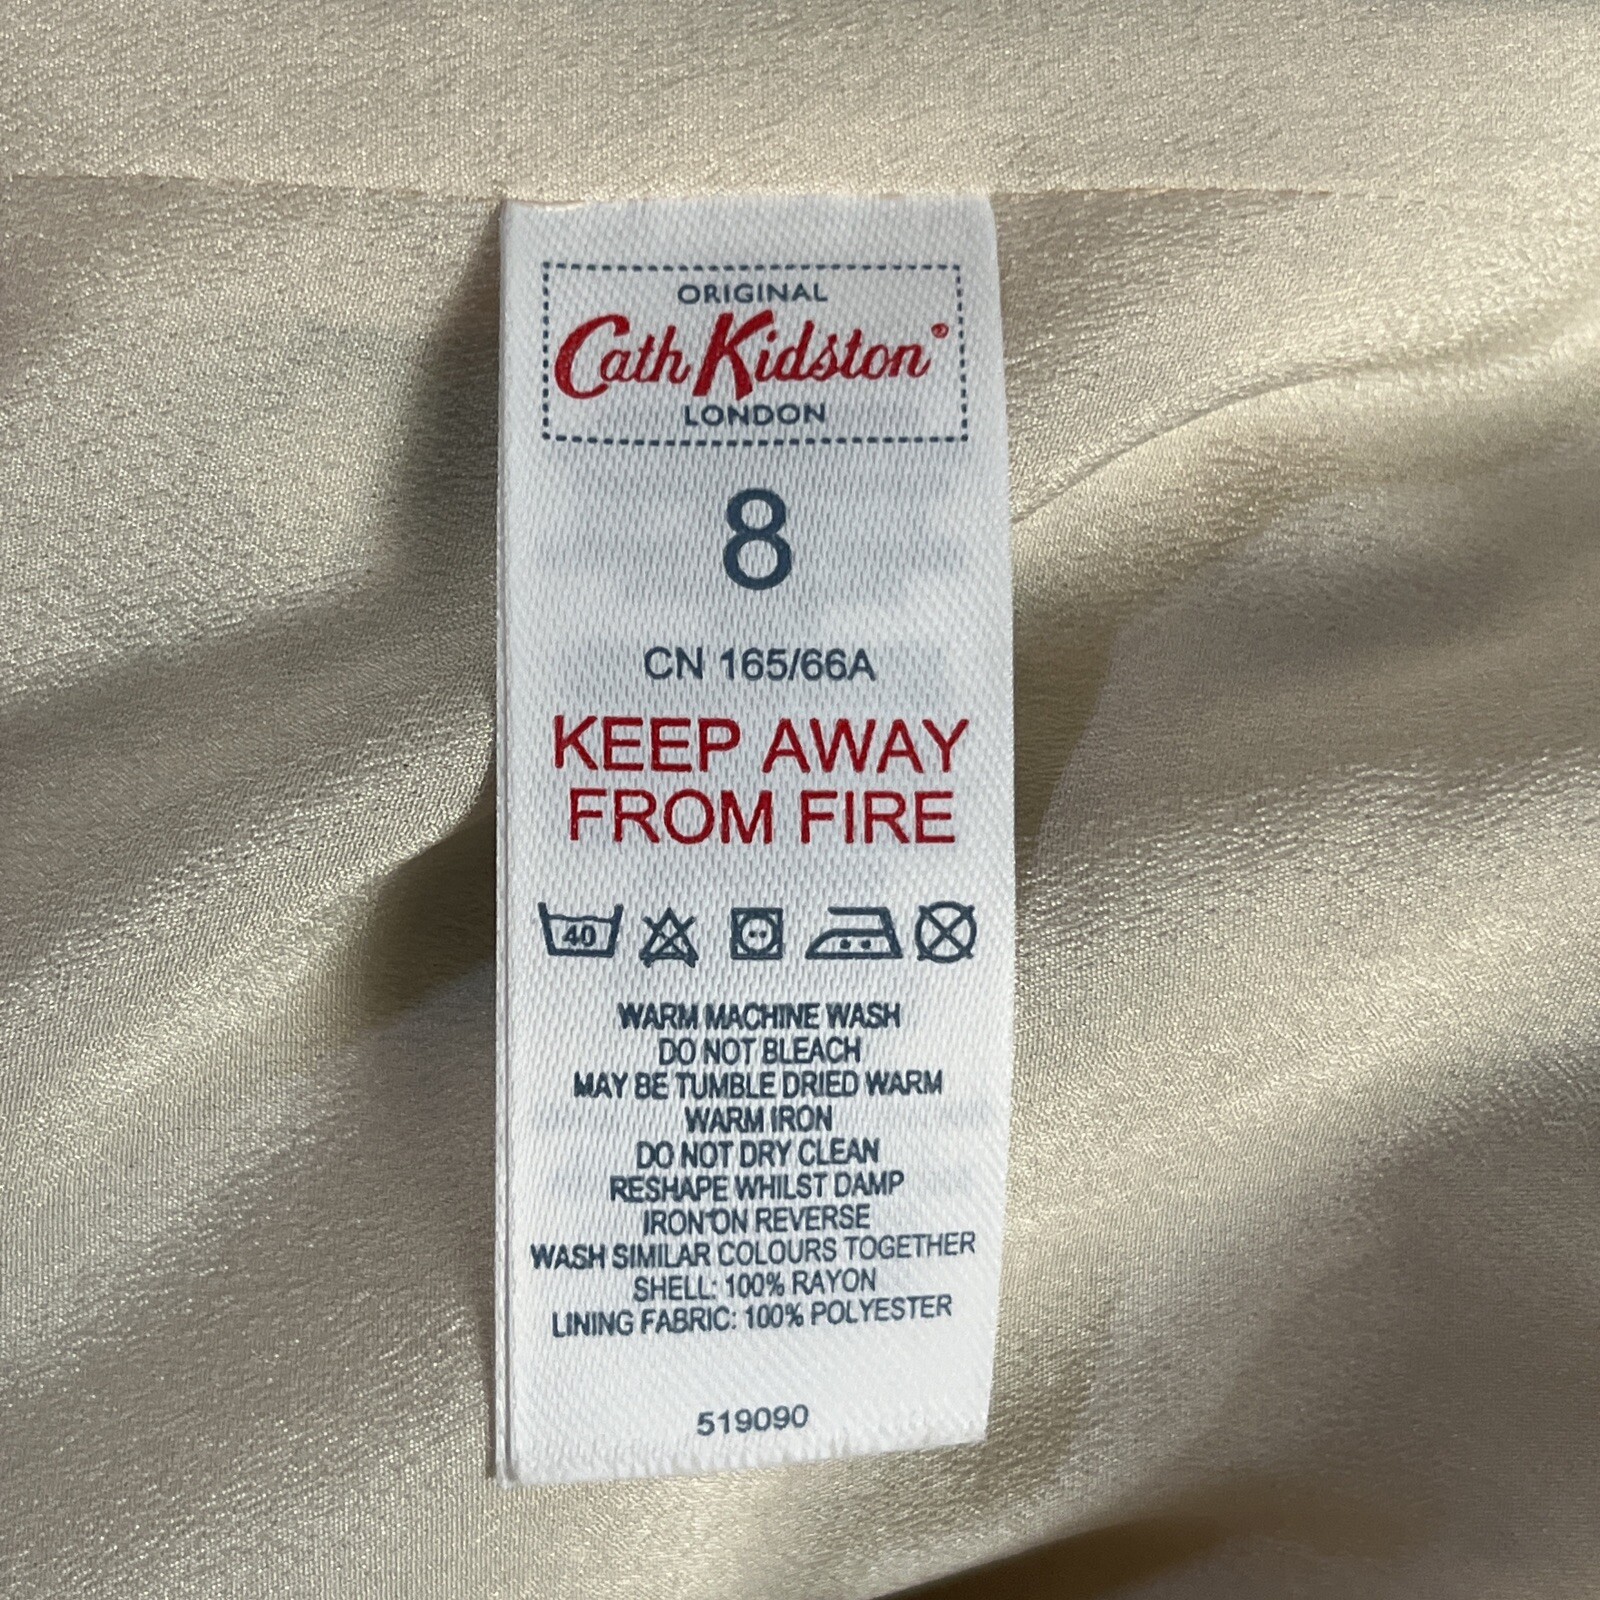 ORIGINAL
Cath Kidston®
LONDON
8
CN 165/66A
KEEP AWAY
FROM FIRE
40
WARM MACHINE WASH
DO NOT BLEACH
MAY BE TUMBLE DRIED WARM
WARM IRON
DO NOT DRY CLEAN
RESHAPE WHILST DAMP
IRON ON REVERSE
WASH SIMILAR COLOURS TOGETHER
SHELL: 100% RAYON
LINING FABRIC: 100% POLYESTER
519090